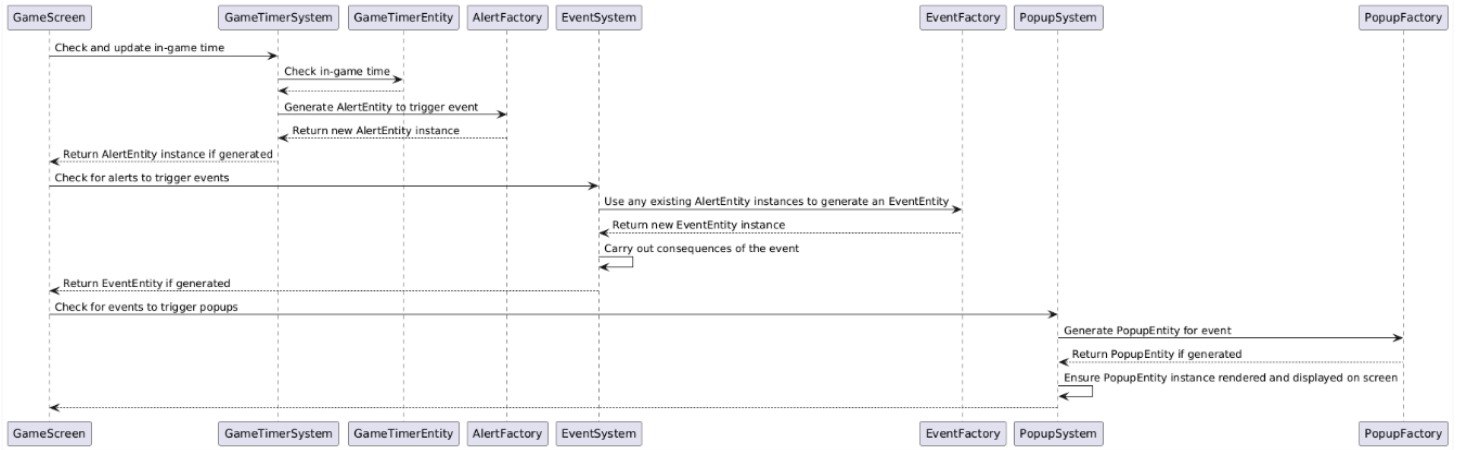 GameScreen
GameTimerSystem
GameTimerEntity
AlertFactory
EventSystem
EventFactory
PopupSystem
PopupFactory
Check and update in-game time
Check in-game time
Generate AlertEntity to trigger event
Return new AlertEntity instance
Return AlertEntity instance if generated
Check for alerts to trigger events
Use any existing AlertEntity instances to generate an EventEntity
Return new EventEntity instance
Carry out consequences of the event
Return EventEntity if generated
Check for events to trigger popups
Generate PopupEntity for event
Return PopupEntity if generated
Ensure PopupEntity instance rendered and displayed on screen
GameScreen
GameTimerSystem
GameTimerEntity
AlertFactory
EventSystem
EventFactory
PopupSystem
PopupFactory